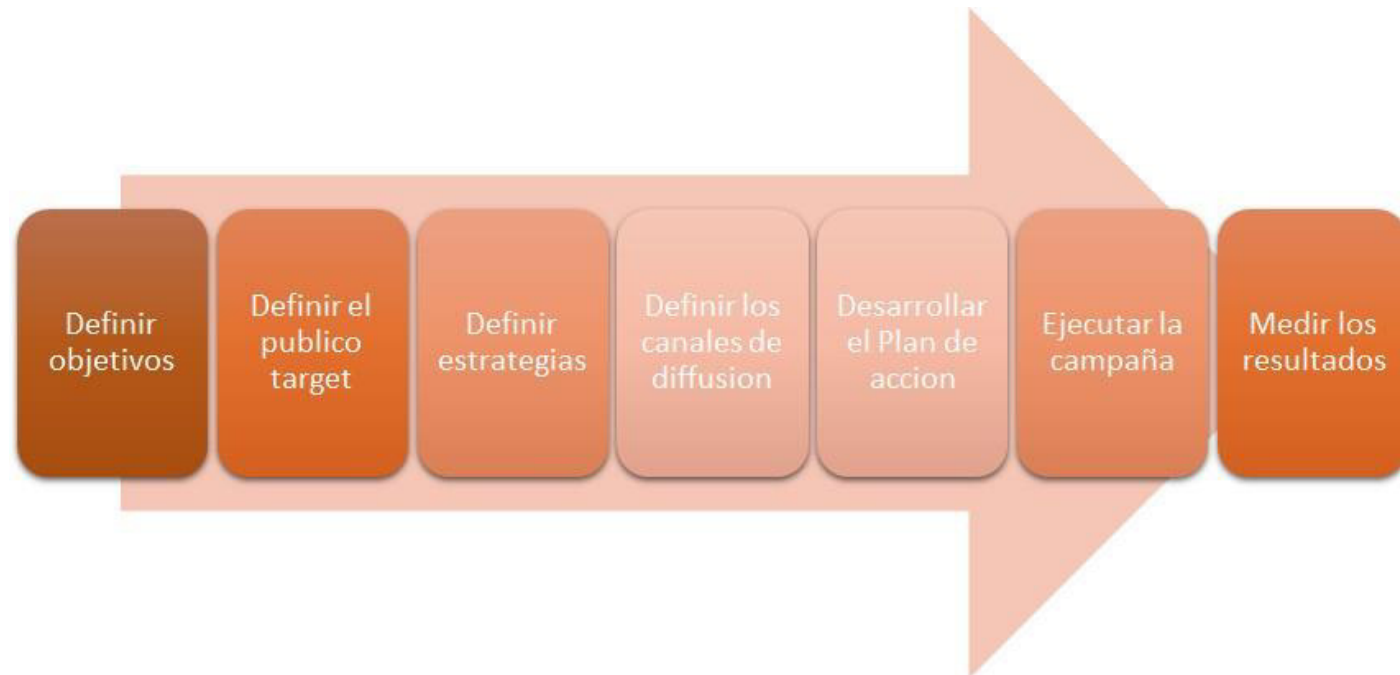 Definir
objetivos
Definir el
publico
target
Definir
estrategias
Definir los
canales de
diffusion
Desarrollar
el Plan de
accion
Ejecutar la
campaña
Medir los
resultados